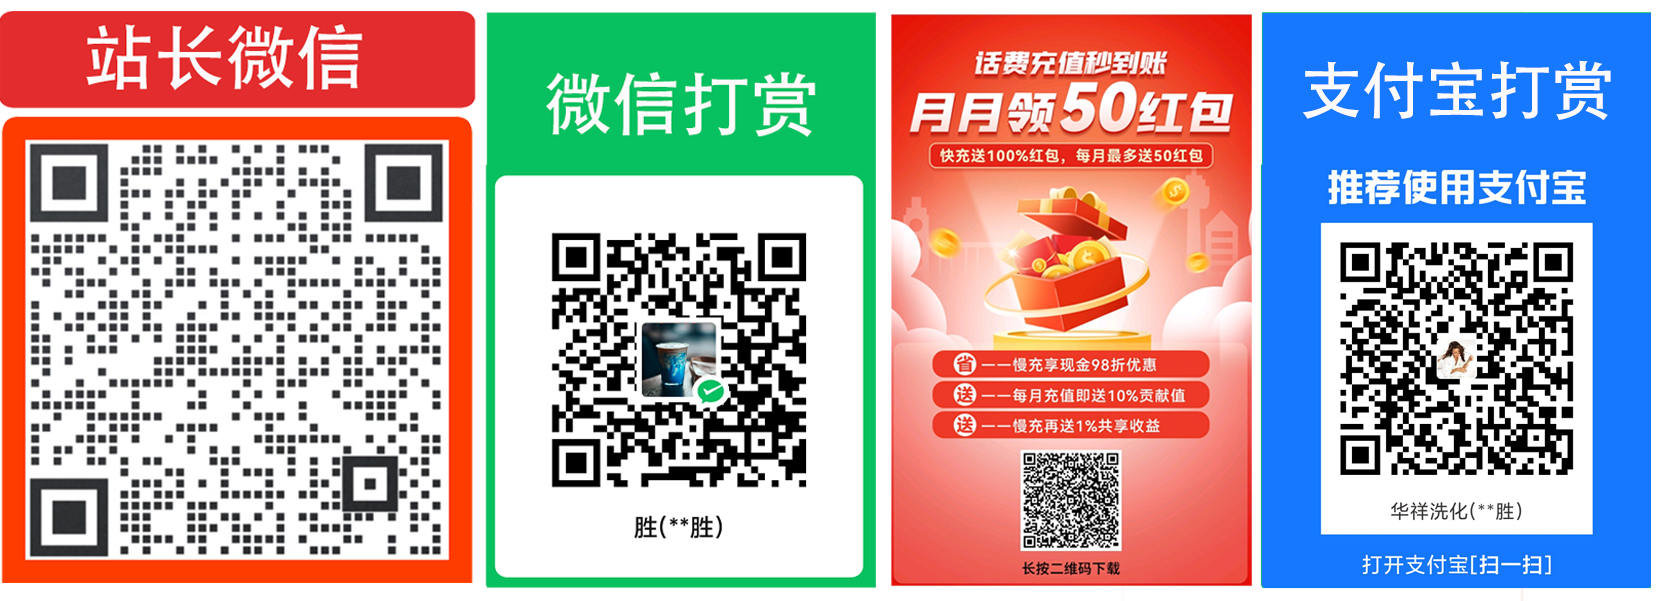 站长微信
微信打赏
胜(**胜)
话费充值秒到账
月月领50红包
快充送100%红包，每月最多送50红包
省——慢充享现金98折优惠
送——每月充值即送10%贡献值
送——慢充再送1%共享收益
长按二维码下载
支付宝打赏
推荐使用支付宝
华祥洗化(**胜)
打开支付宝[扫一扫]